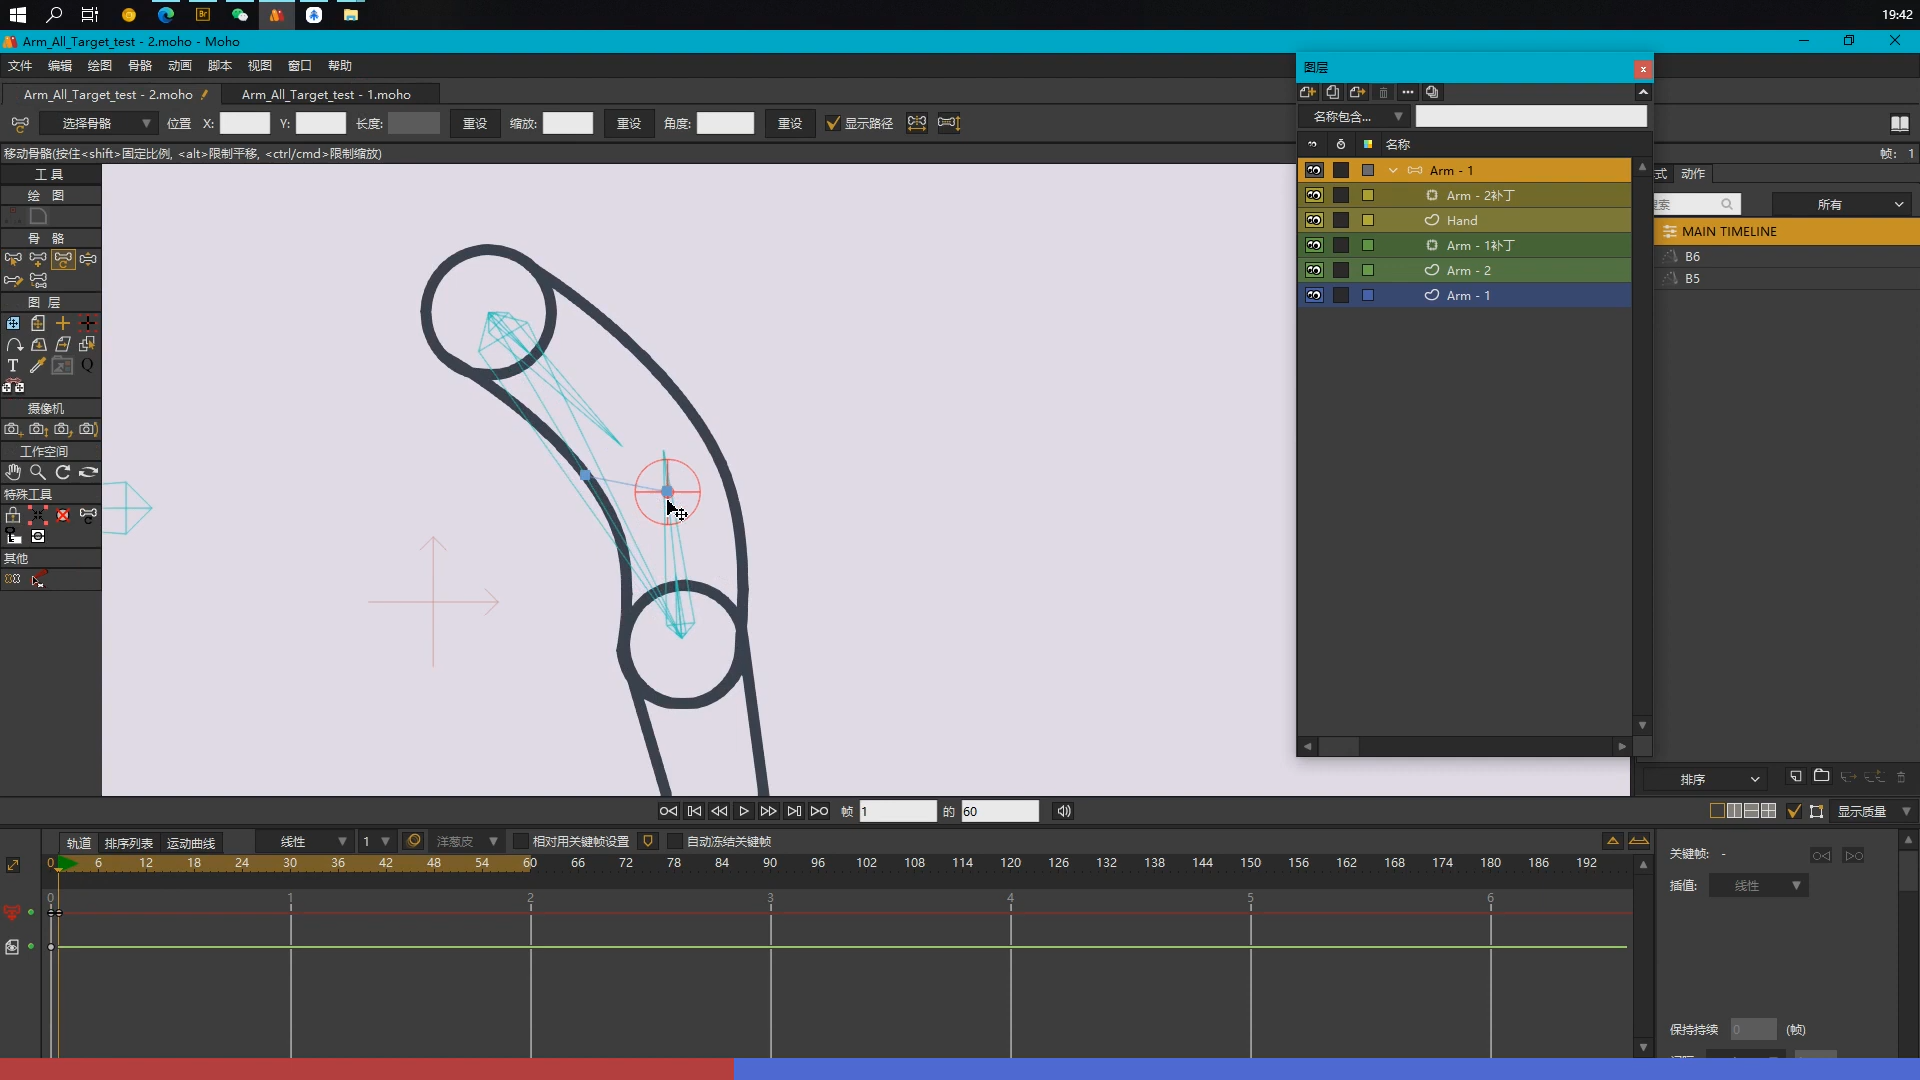 19:42
Arm_All_Target_test - 2.moho - Moho
文件 编辑 绘图 骨骼 动画 脚本 视图 窗口 帮助
Arm_All_Target_test - 2.moho Arm_All_Target_test - 1.moho
选择骨骼 位置 X: Y: 长度: 重设 缩放: 重设 角度: 重设 显示路径
移动骨骼(按住<shift>固定比例, <alt>限制平移, <ctrl/cmd>限制缩放)
帧: 1
工具
绘 图
骨 骼
图 层
T
Q
摄像机
工作空间
特殊工具
其他
图层
名称包含...
名称
Arm - 1
Arm - 2补丁
Hand
Arm - 1补丁
Arm - 2
Arm - 1
式 动作
搜索 所有
MAIN TIMELINE
B6
B5
排序
帧 1 的 60
显示质量
轨道 排序列表 运动曲线 线性 1 洋葱皮 相对用关键帧设置 自动冻结关键帧
0 6 12 18 24 30 36 42 48 54 60 66 72 78 84 90 96 102 108 114 120 126 132 138 144 150 156 162 168 174 180 186 192
0 1 2 3 4 5 6
关键帧: -
插值: 线性
保持持续 0 (帧)